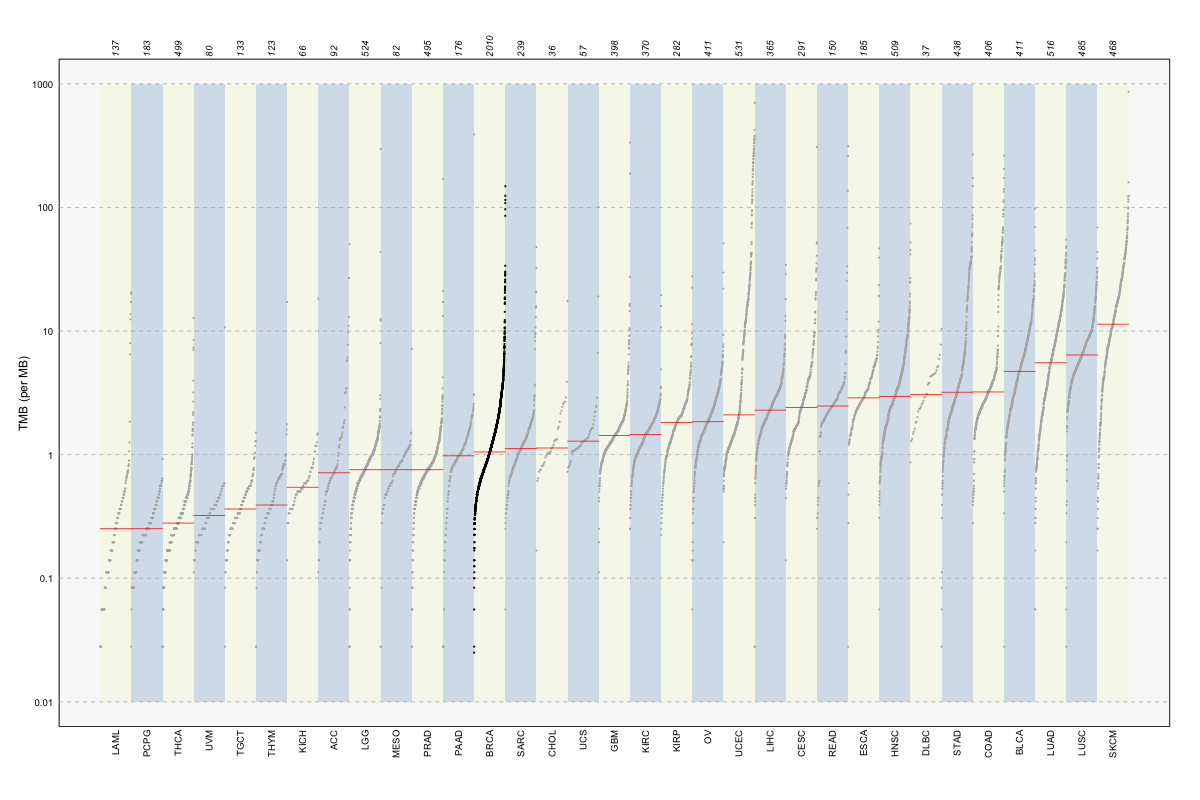 137 183 499 80 133 123 66 92 524 82 495 176 2010 239 36 57 398 370 282 411 531 365 291 150 185 509 37 438 406 411 516 485 468
1000
100
10
1
0.1
0.01
TMB (per MB)
LAML PCPG THCA UVM TGCT THYM KICH ACC LGG MESO PRAD PAAD BRCA SARC CHOL UCS GBM KIRC KIRP OV UCEC LIHC CESC READ ESCA HNSC DLBC STAD COAD BLCA LUAD LUSC SKCM